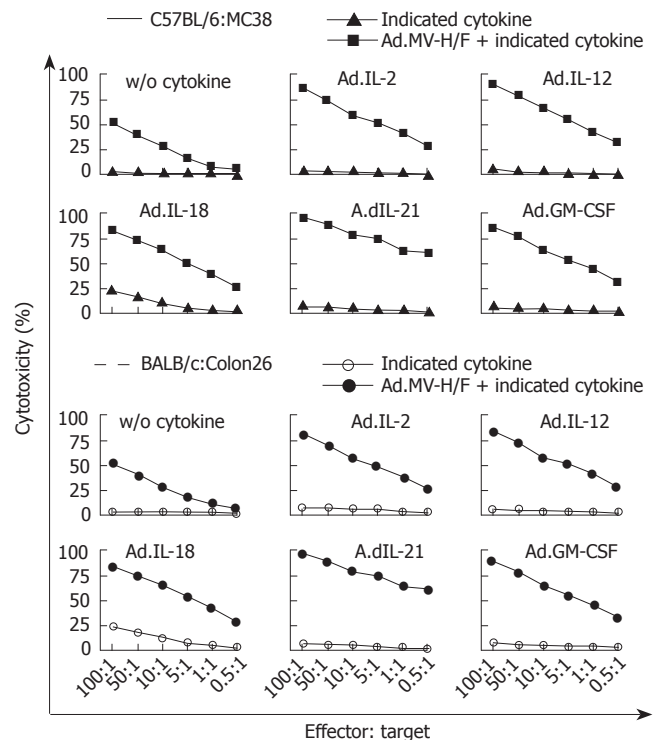 C57BL/6:MC38
Indicated cytokine
Ad.MV-H/F + indicated cytokine
w/o cytokine
Ad.IL-2
Ad.IL-12
100
75
50
25
0
Ad.IL-18
A.dIL-21
Ad.GM-CSF
100
75
50
25
0
Cytotoxicity (%)
BALB/c:Colon26
Indicated cytokine
Ad.MV-H/F + indicated cytokine
w/o cytokine
Ad.IL-2
Ad.IL-12
100
75
50
25
0
Ad.IL-18
A.dIL-21
Ad.GM-CSF
100
75
50
25
0
100:1 50:1 10:1 5:1 1:1 0.5:1 100:1 50:1 10:1 5:1 1:1 0.5:1 100:1 50:1 10:1 5:1 1:1 0.5:1
Effector: target